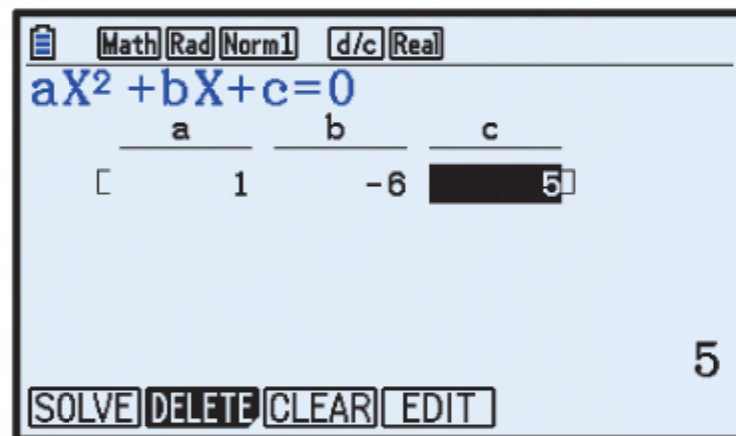 Math Rad Norm1 d/c Real
aX² +bX+c=0
a b c
[ 1 -6 5 ]
5
SOLVE DELETE CLEAR EDIT